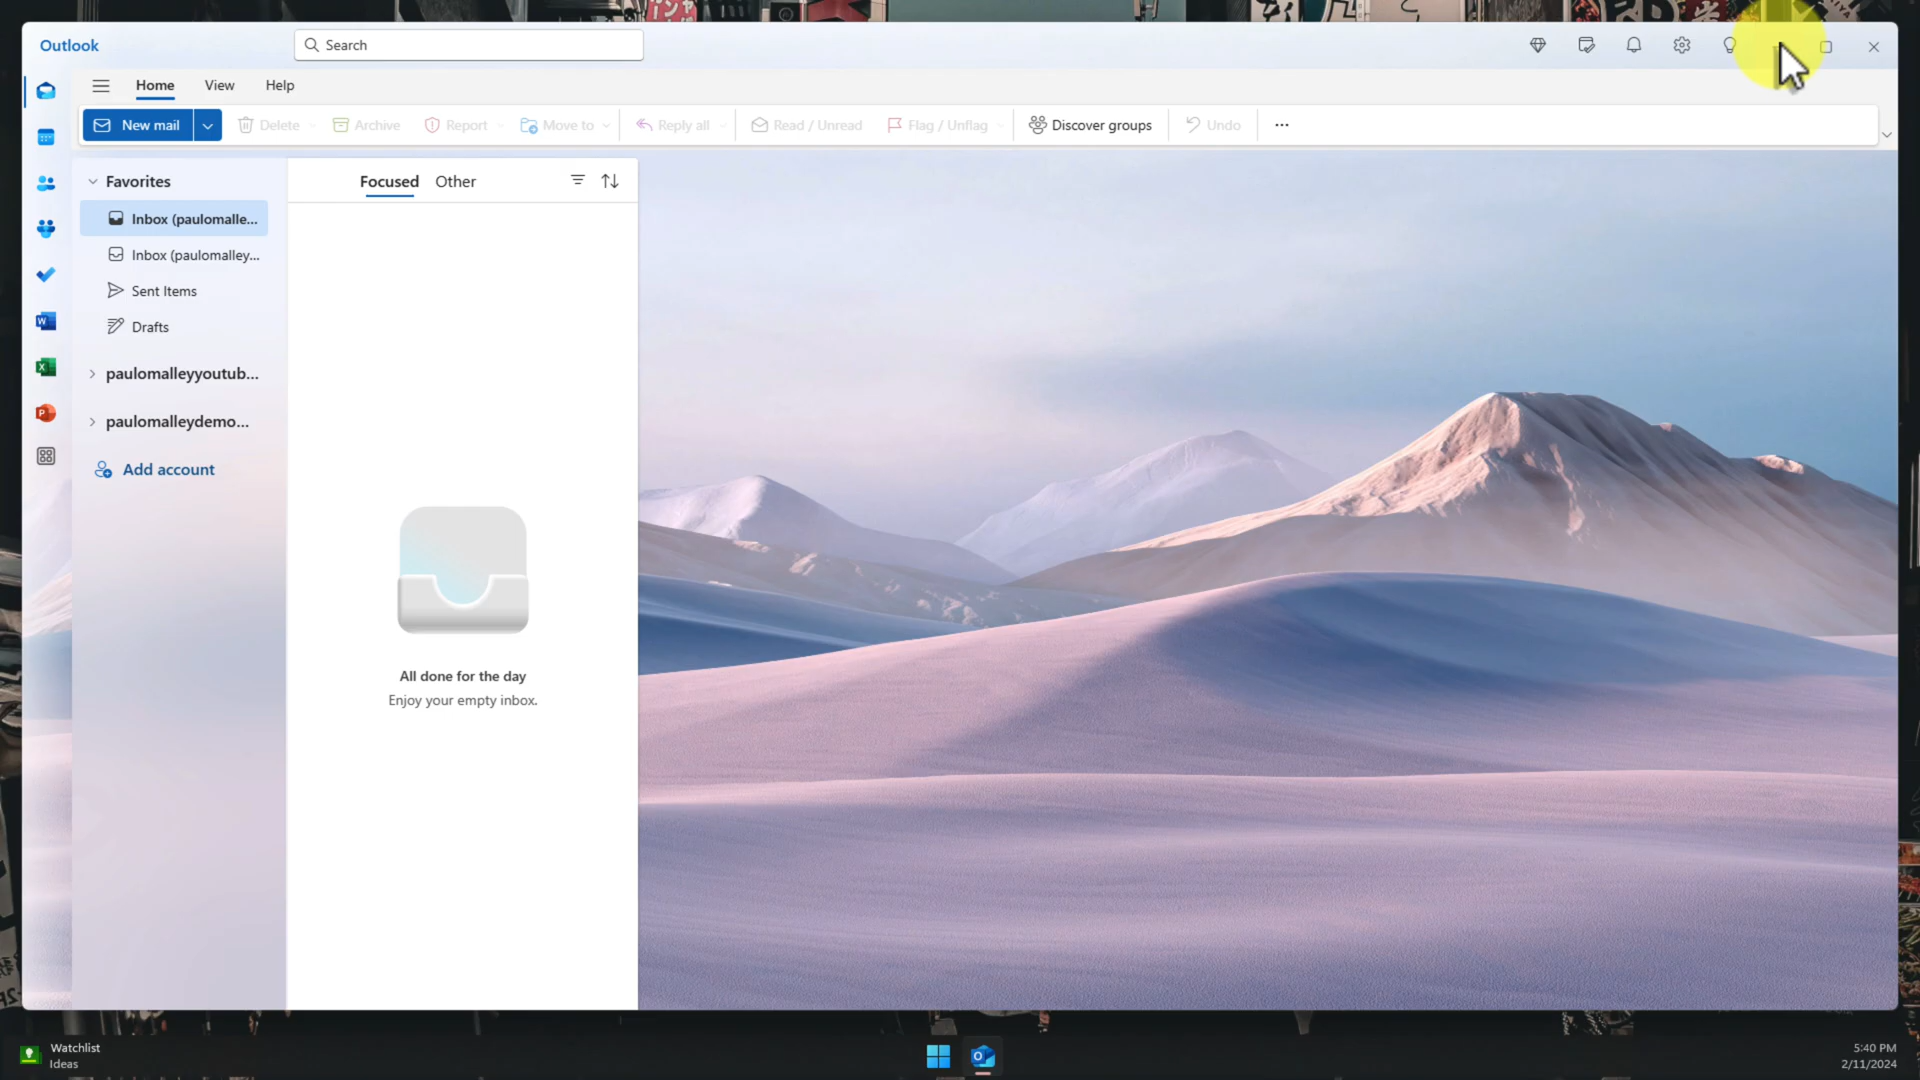 Outlook
Search
Home View Help
New mail Delete Archive Report Move to Reply all Read / Unread Flag / Unflag Discover groups Undo ...
Favorites
Focused Other
Inbox (paulomalle...
Inbox (paulomalley...
Sent Items
Drafts
paulomalleyyoutub...
paulomalleydemo...
Add account
All done for the day
Enjoy your empty inbox.
Watchlist
Ideas
5:40 PM
2/11/2024